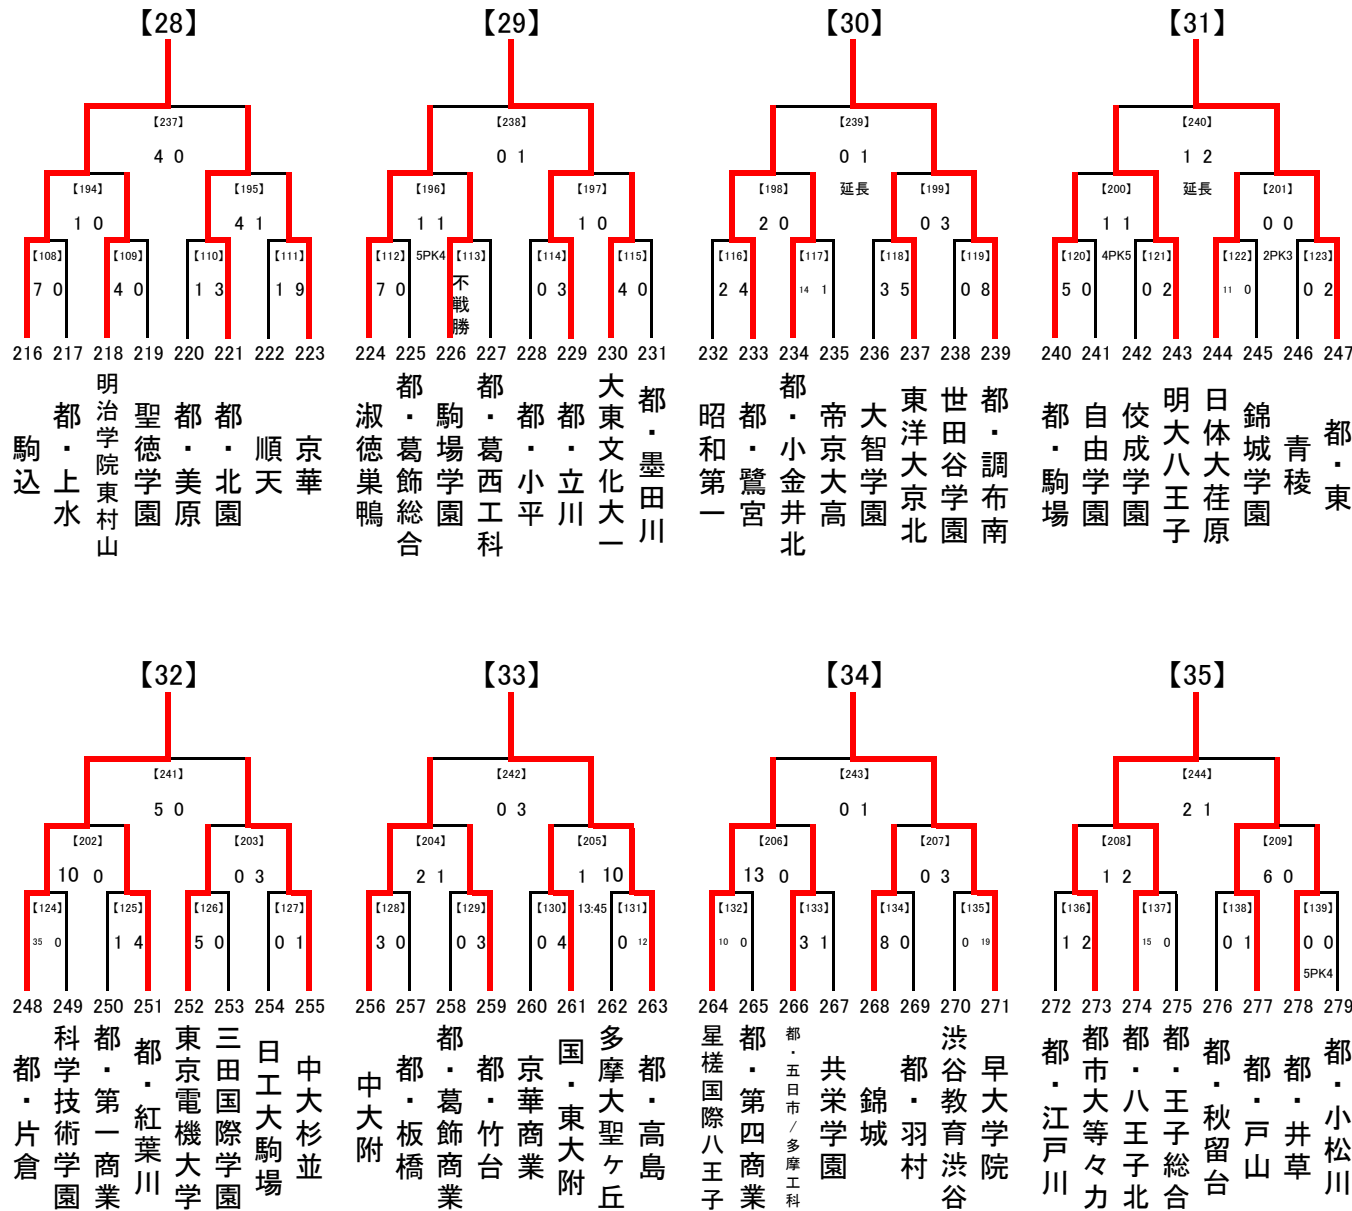 【28】 【29】 【30】 【31】
【237】 【238】 【239】 【240】
4 0 0 1 0 1 1 2
延長 延長
【194】 【195】 【196】 【197】 【198】 【199】 【200】 【201】
1 0 4 1 1 1 1 0 2 0 0 3 1 1 0 0
5PK4 4PK5 2PK3
【108】 【109】 【110】 【111】 【112】 【113】 【114】 【115】 【116】 【117】 【118】 【119】 【120】 【121】 【122】 【123】
7 0 4 0 1 3 1 9 7 0 不戦勝 0 3 4 0 2 4 14 1 3 5 0 8 5 0 0 2 11 0 0 2
216 217 218 219 220 221 222 223 224 225 226 227 228 229 230 231 232 233 234 235 236 237 238 239 240 241 242 243 244 245 246 247
駒込
都・上水
明治学院東村山
聖徳学園
都・美原
都・北園
順天
京華
淑徳巣鴨
都・葛飾総合
駒場学園
都・葛西工科
都・小平
都・立川
大東文化大一
都・墨田川
昭和第一
都・鷺宮
都・小金井北
帝京大高
大智学園
東洋大京北
世田谷学園
都・調布南
都・駒場
自由学園
佼成学園
明大八王子
日体大荏原
錦城学園
青稜
都・東
【32】 【33】 【34】 【35】
【241】 【242】 【243】 【244】
5 0 0 3 0 1 2 1
【202】 【203】 【204】 【205】 【206】 【207】 【208】 【209】
10 0 0 3 2 1 1 10 13 0 0 3 1 2 6 0
13:45
【124】 【125】 【126】 【127】 【128】 【129】 【130】 【131】 【132】 【133】 【134】 【135】 【136】 【137】 【138】 【139】
35 0 1 4 5 0 0 1 3 0 0 3 0 4 0 12 10 0 3 1 8 0 0 19 1 2 15 0 0 1 0 0
5PK4
248 249 250 251 252 253 254 255 256 257 258 259 260 261 262 263 264 265 266 267 268 269 270 271 272 273 274 275 276 277 278 279
都・片倉
科学技術学園
都・第一商業
都・紅葉川
東京電機大学
三田国際学園
日工大駒場
中大杉並
中大附
都・板橋
都・葛飾商業
都・竹台
京華商業
国・東大附
多摩大聖ヶ丘
都・高島
星槎国際八王子
都・第四商業
都・五日市/多摩工科
共栄学園
錦城
都・羽村
渋谷教育渋谷
早大学院
都・江戸川
都市大等々力
都・八王子北
都・王子総合
都・秋留台
都・戸山
都・井草
都・小松川